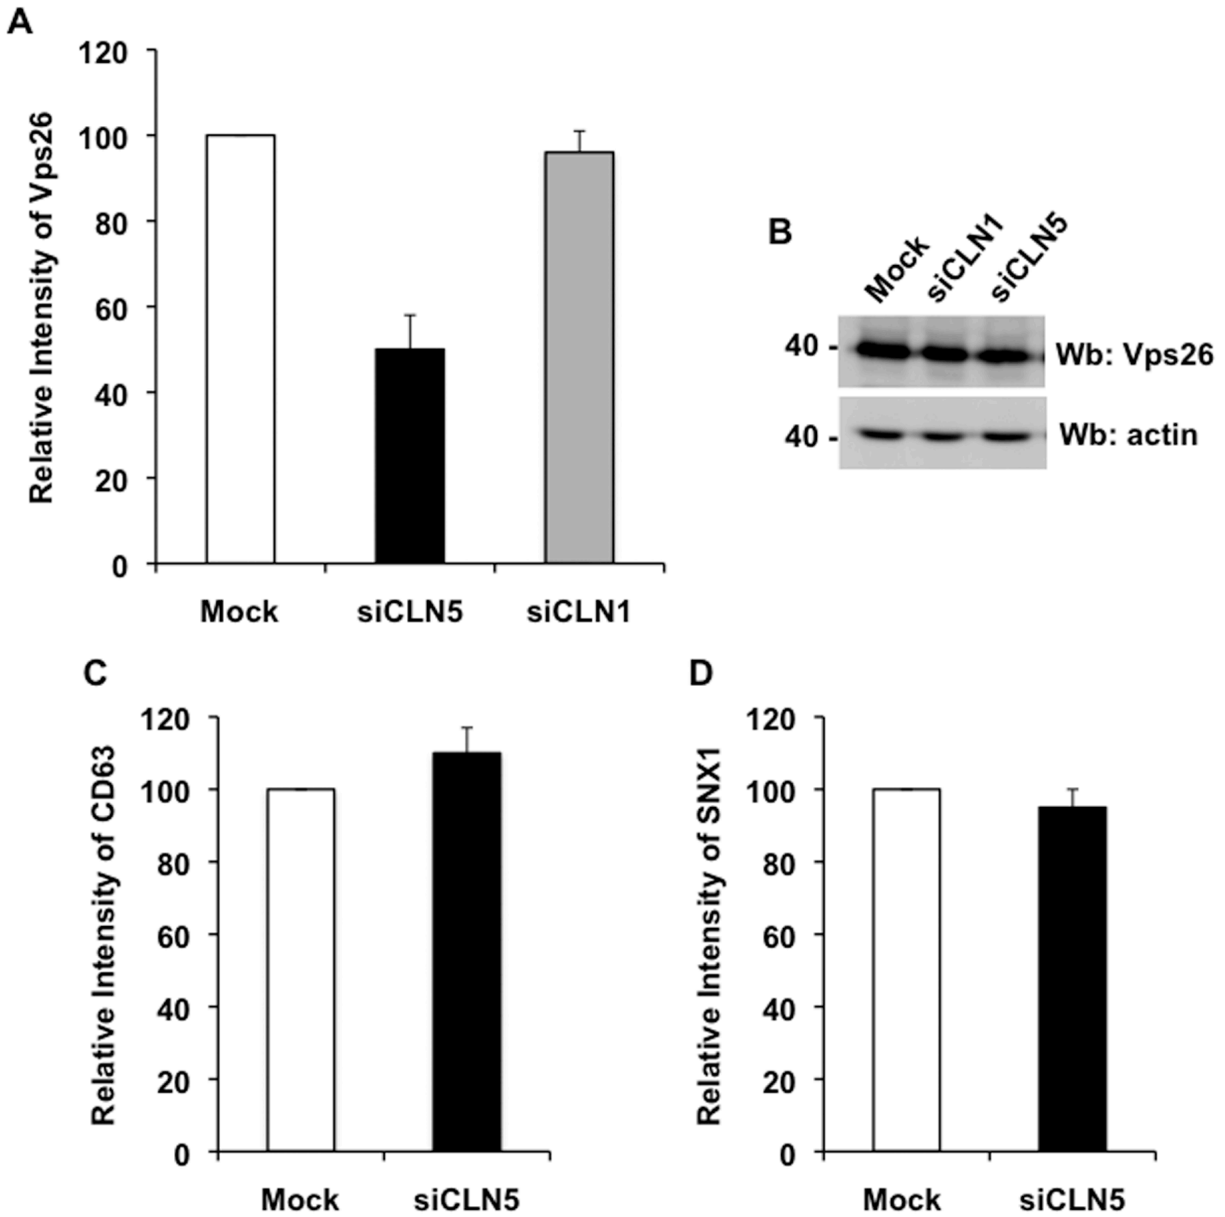 A
Relative Intensity of Vps26
120
100
80
60
40
20
0
Mock siCLN5 siCLN1
B
Mock siCLN1 siCLN5
40 - Wb: Vps26
40 - Wb: actin
C
Relative Intensity of CD63
120
100
80
60
40
20
0
Mock siCLN5
D
Relative Intensity of SNX1
120
100
80
60
40
20
0
Mock siCLN5